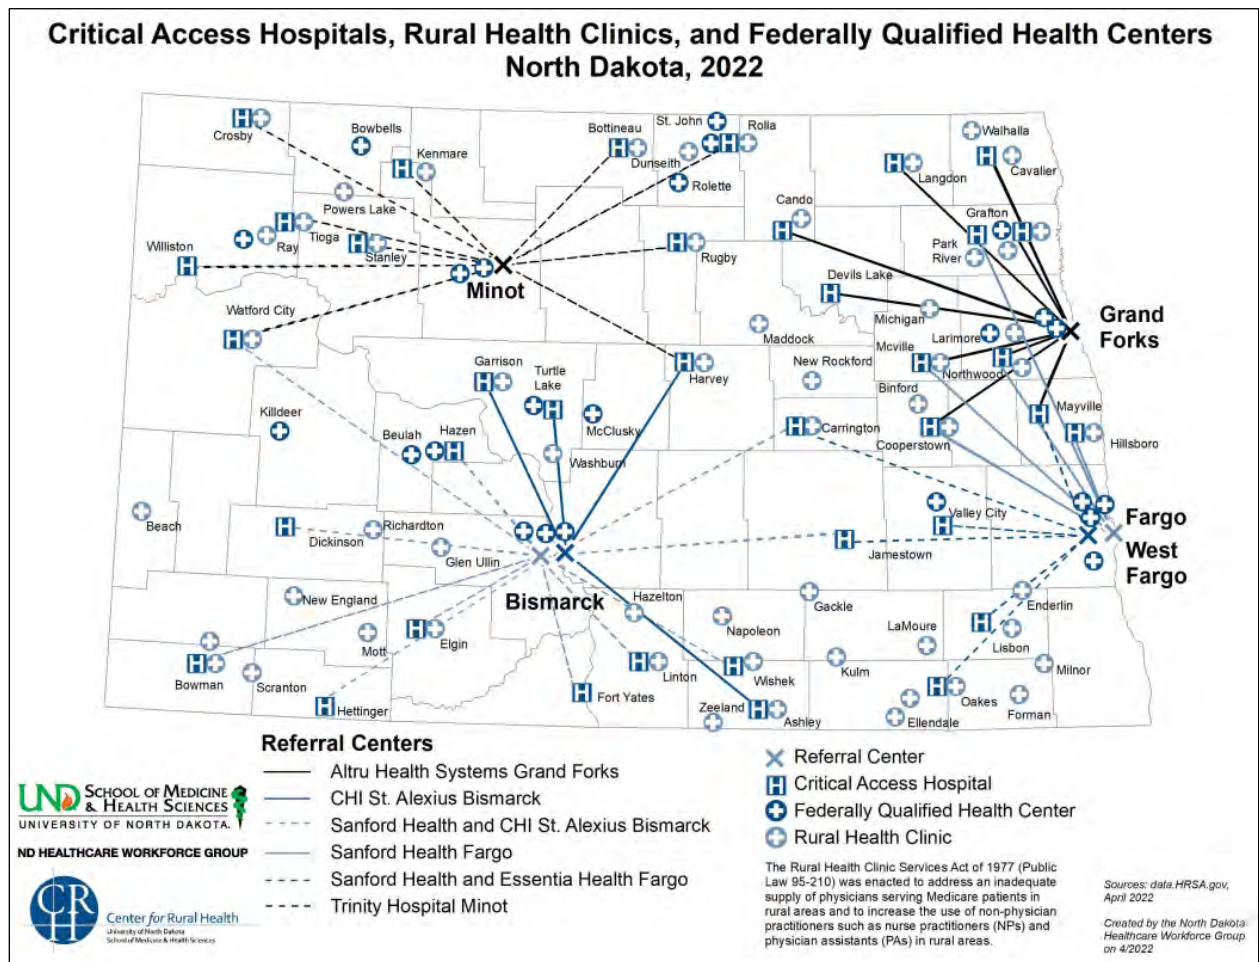 Critical Access Hospitals, Rural Health Clinics, and Federally Qualified Health Centers
North Dakota, 2022
Crosby
Bowbells
Kenmare
Bottineau
St. John
Rolla
Dunseith
Rolette
Walhalla
Cavalier
Langdon
Powers Lake
Cando
Grafton
Williston
Ray
Tioga
Stanley
Rugby
Park
River
Minot
Devils Lake
Watford City
Michigan
Grand
Forks
Larimore
Maddock
Mcville
Northwood
Garrison
Turtle
Lake
Harvey
New Rockford
Binford
Killdeer
McClusky
Mayville
Beulah
Hazen
Carrington
Cooperstown
Hillsboro
Washburn
Beach
Richardton
Dickinson
Glen Ullin
Valley City
Jamestown
Fargo
West
Fargo
Bismarck
New England
Hazelton
Gackle
Enderlin
Napoleon
LaMoure
Mott
Elgin
Lisbon
Bowman
Scranton
Linton
Wishek
Kulm
Milnor
Hettinger
Fort Yates
Zeeland
Ashley
Oakes
Ellendale
Forman
Referral Centers
Altru Health Systems Grand Forks
CHI St. Alexius Bismarck
Sanford Health and CHI St. Alexius Bismarck
Sanford Health Fargo
Sanford Health and Essentia Health Fargo
Trinity Hospital Minot
Referral Center
H Critical Access Hospital
Federally Qualified Health Center
Rural Health Clinic
The Rural Health Clinic Services Act of 1977 (Public
Law 95-210) was enacted to address an inadequate
supply of physicians serving Medicare patients in
rural areas and to increase the use of non-physician
practitioners such as nurse practitioners (NPs) and
physician assistants (PAs) in rural areas.
Sources: data.HRSA.gov,
April 2022
Created by the North Dakota
Healthcare Workforce Group
on 4/2022
UND SCHOOL OF MEDICINE
& HEALTH SCIENCES
UNIVERSITY OF NORTH DAKOTA.
ND HEALTHCARE WORKFORCE GROUP
CRH
Center for Rural Health
University of North Dakota
School of Medicine & Health Sciences